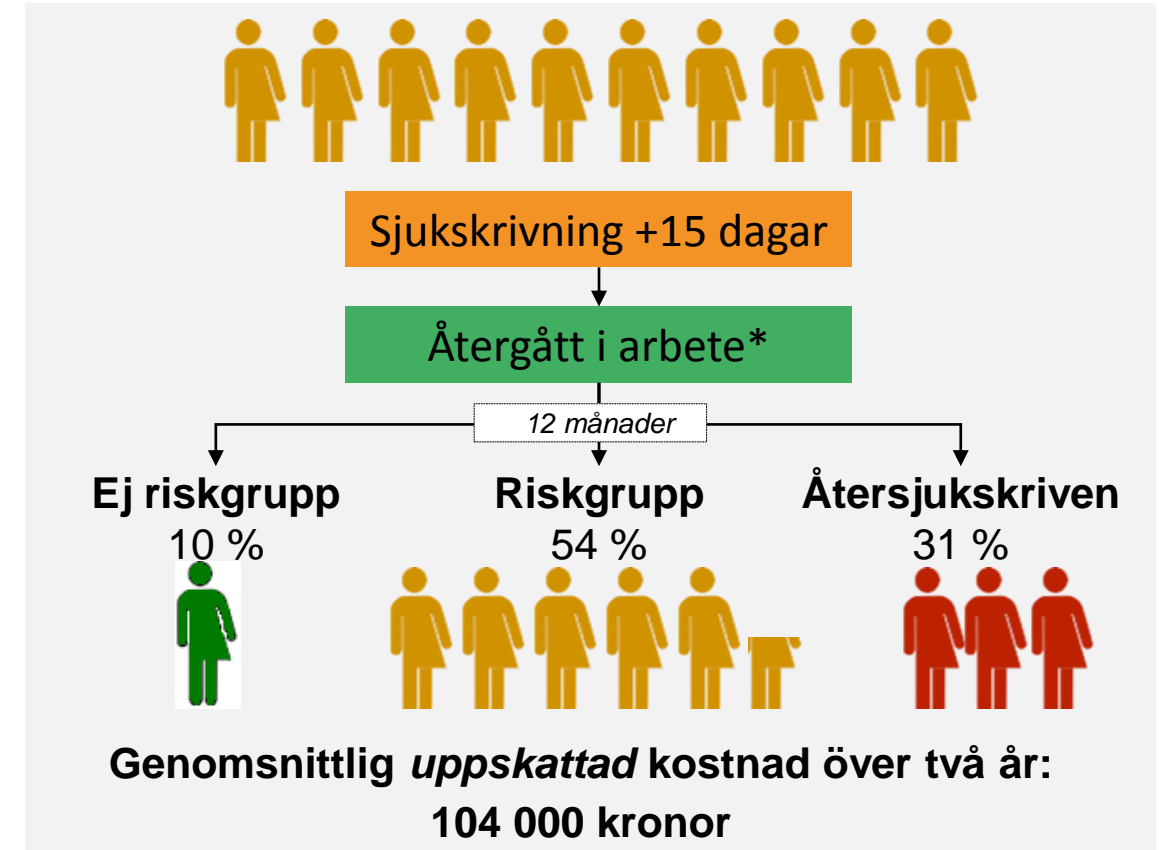 Sjukskrivning +15 dagar
Återgått i arbete*
12 månader
Ej riskgrupp
10 %
Riskgrupp
54 %
Återsjukskriven
31 %
Genomsnittlig uppskattad kostnad över två år:
104 000 kronor